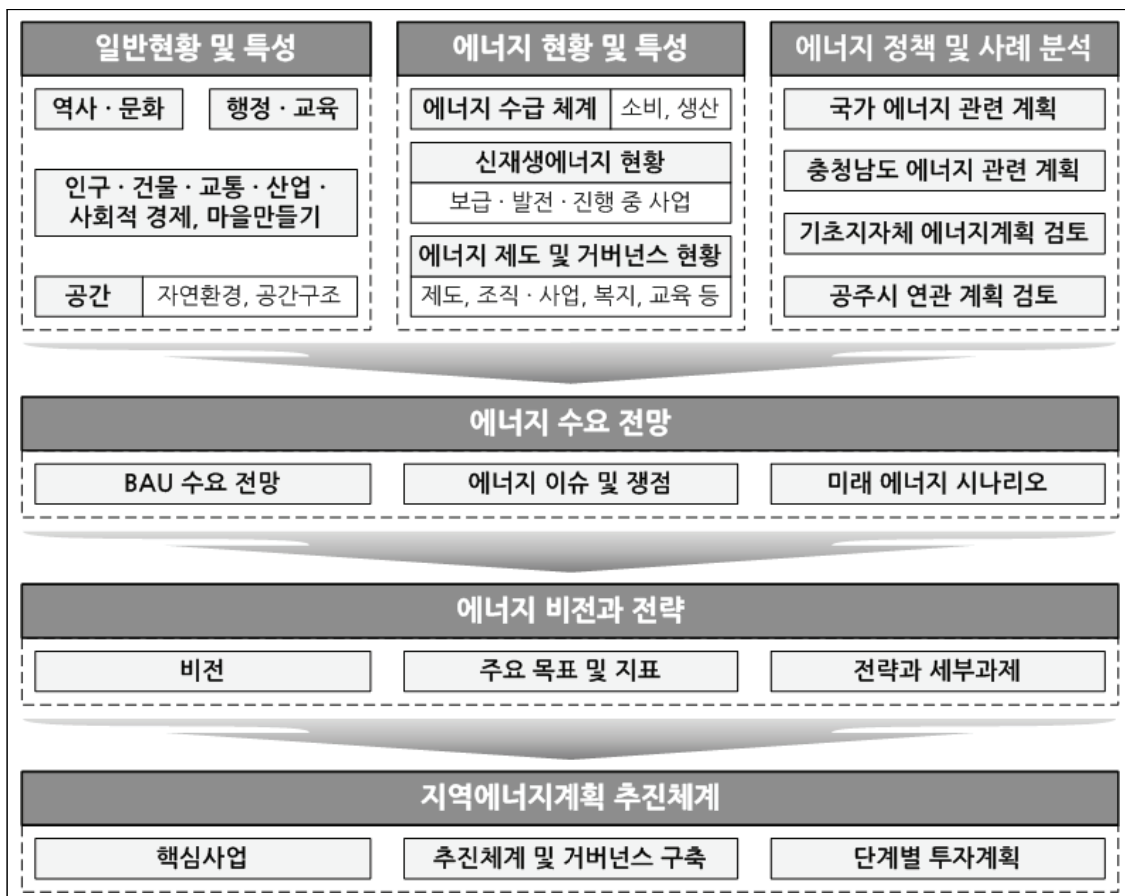 일반현황 및 특성
역사 · 문화
행정 · 교육
인구 · 건물 · 교통 · 산업 ·
사회적 경제, 마을만들기
공간
자연환경, 공간구조
에너지 현황 및 특성
에너지 수급 체계
소비, 생산
신재생에너지 현황
보급 · 발전 · 진행 중 사업
에너지 제도 및 거버넌스 현황
제도, 조직 · 사업, 복지, 교육 등
에너지 정책 및 사례 분석
국가 에너지 관련 계획
충청남도 에너지 관련 계획
기초지자체 에너지계획 검토
공주시 연관 계획 검토
에너지 수요 전망
BAU 수요 전망
에너지 이슈 및 쟁점
미래 에너지 시나리오
에너지 비전과 전략
비전
주요 목표 및 지표
전략과 세부과제
지역에너지계획 추진체계
핵심사업
추진체계 및 거버넌스 구축
단계별 투자계획